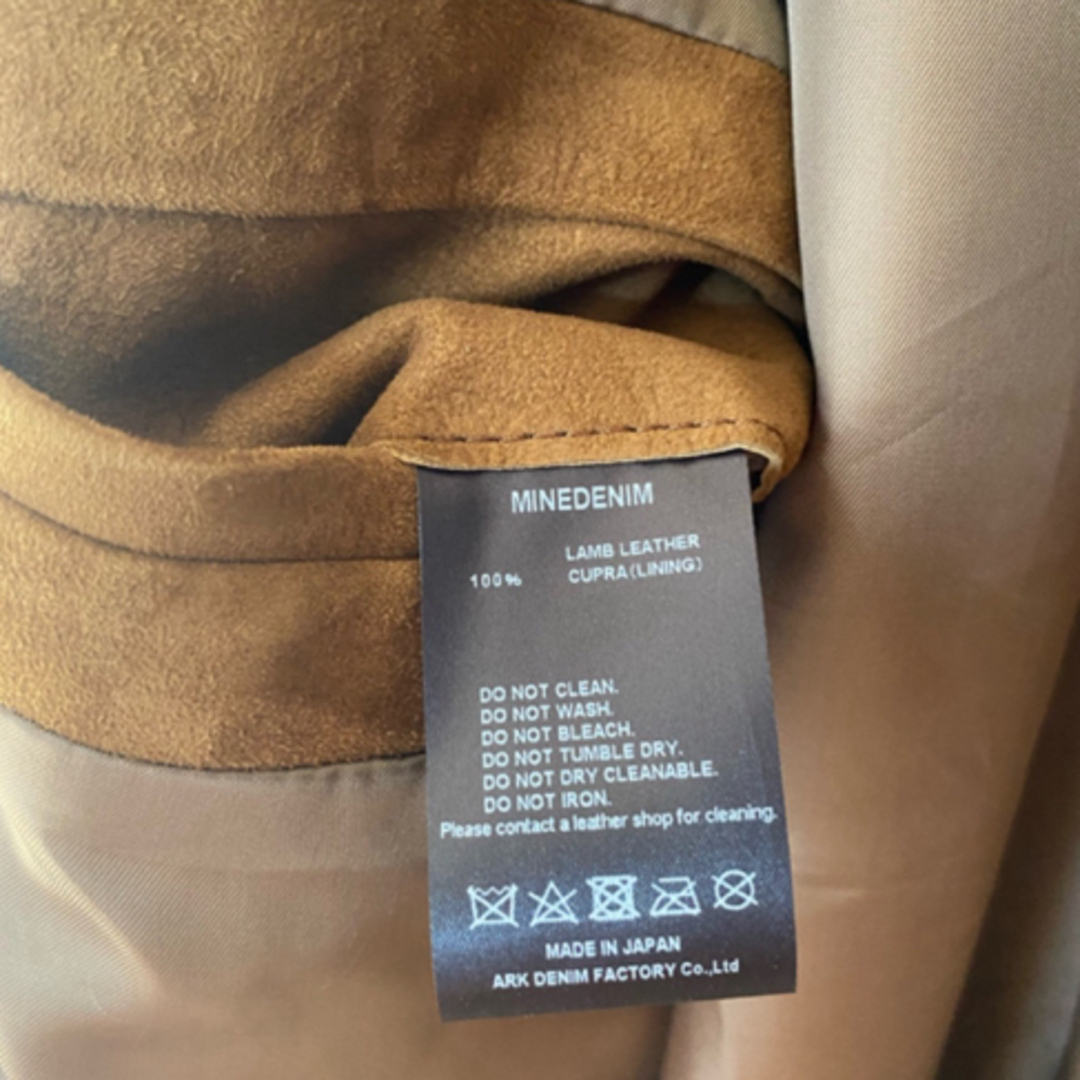 MINEDENIM
LAMB LEATHER
100% CUPRA(LINING)
DO NOT CLEAN.
DO NOT WASH.
DO NOT BLEACH.
DO NOT TUMBLE DRY.
DO NOT DRY CLEANABLE.
DO NOT IRON.
Please contact a leather shop for cleaning.
MADE IN JAPAN
ARK DENIM FACTORY Co.,Ltd